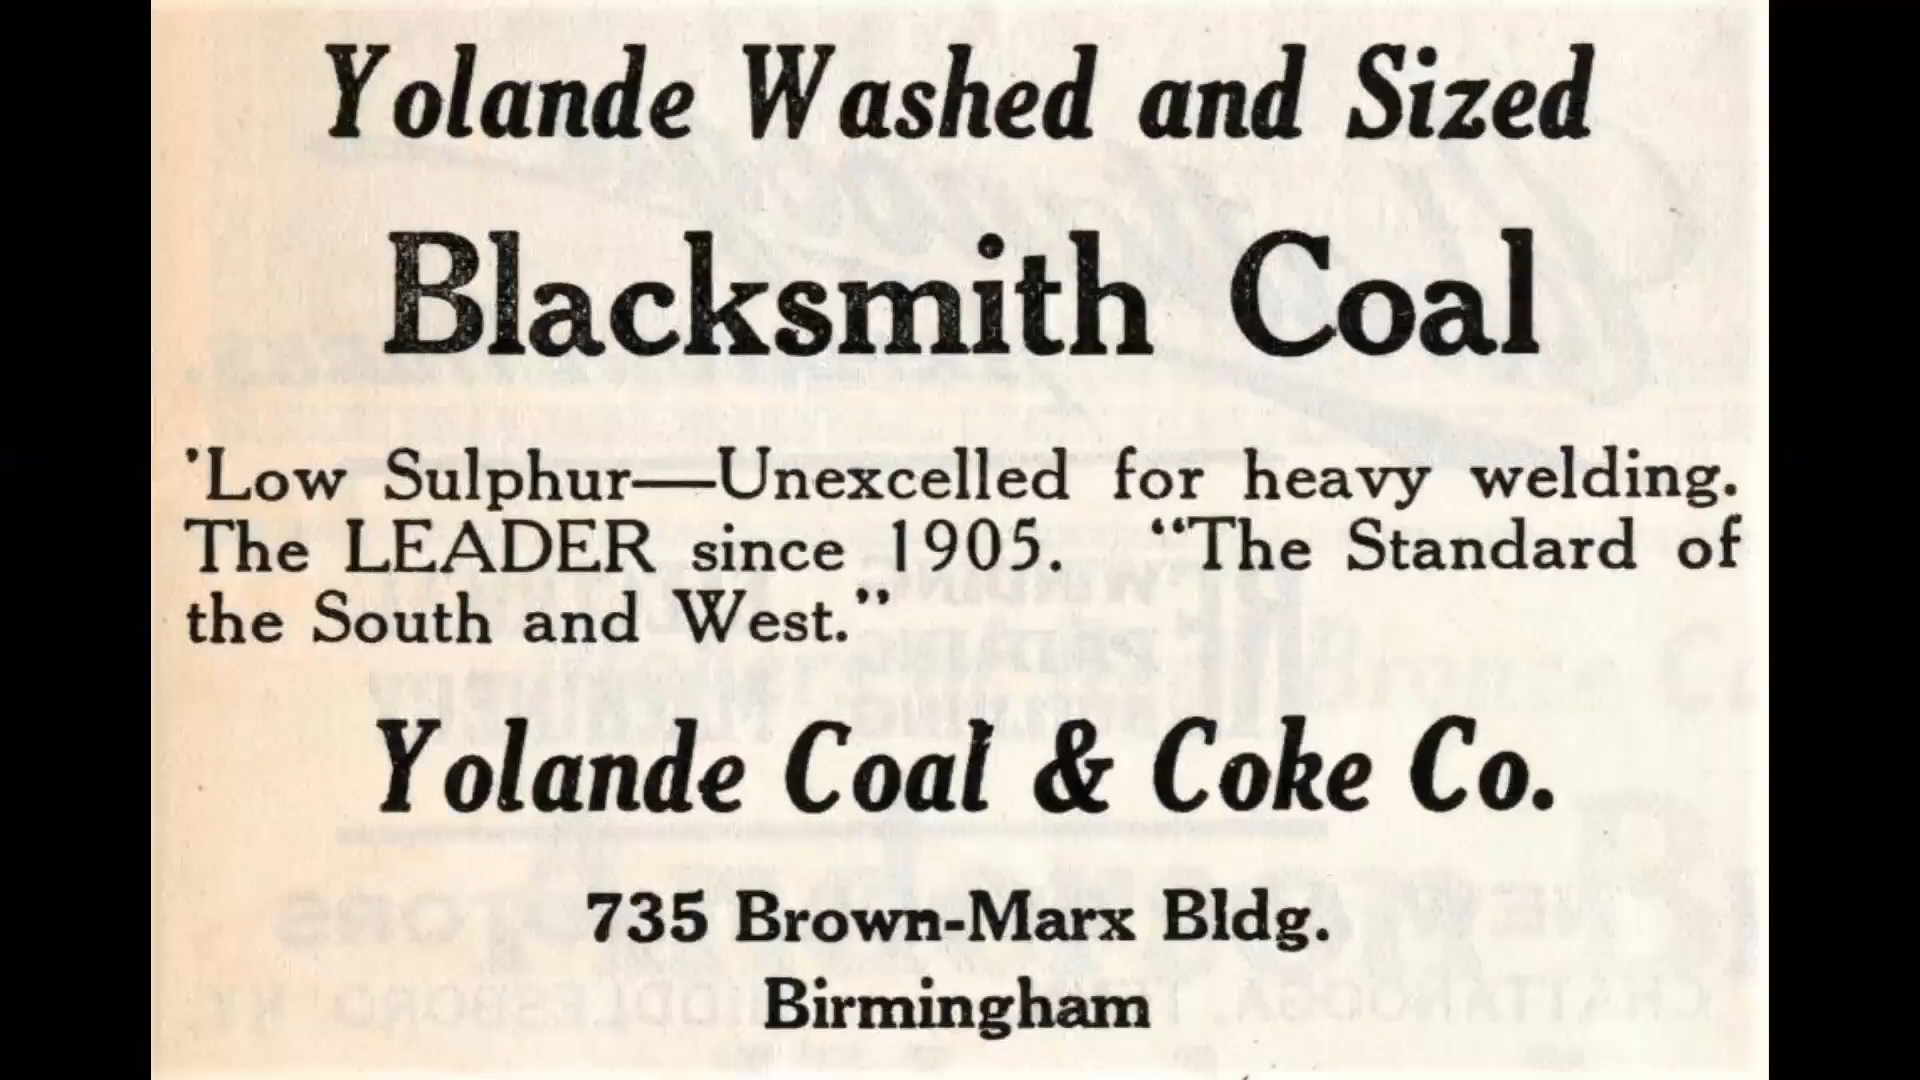 Yolande Washed and Sized
Blacksmith Coal
'Low Sulphur—Unexcelled for heavy welding.
The LEADER since 1905. “The Standard of
the South and West.”
Yolande Coal & Coke Co.
735 Brown-Marx Bldg.
Birmingham